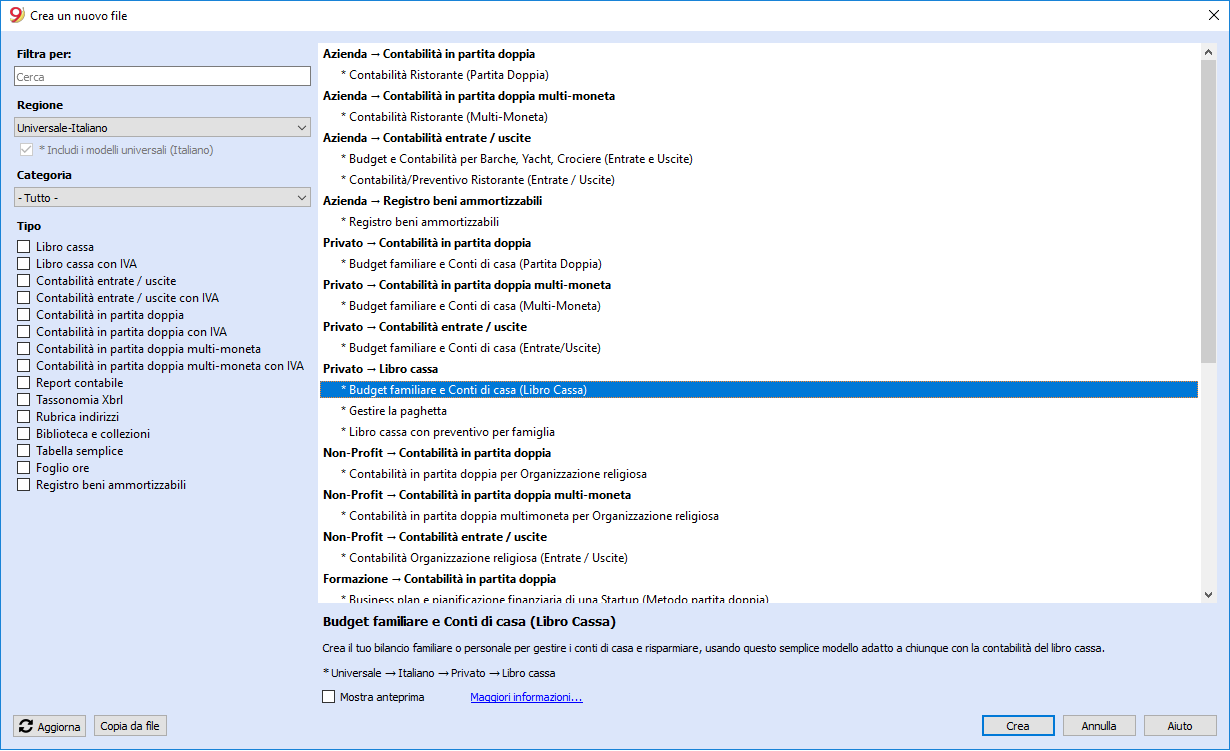 Crea un nuovo file
Filtra per:
Cerca
Regione
Universale-Italiano
* Includi i modelli universali (Italiano)
Categoria
- Tutto -
Tipo
Libro cassa
Libro cassa con IVA
Contabilità entrate / uscite
Contabilità entrate / uscite con IVA
Contabilità in partita doppia
Contabilità in partita doppia con IVA
Contabilità in partita doppia multi-moneta
Contabilità in partita doppia multi-moneta con IVA
Report contabile
Tassonomia Xbrl
Rubrica indirizzi
Biblioteca e collezioni
Tabella semplice
Foglio ore
Registro beni ammortizzabili
Azienda → Contabilità in partita doppia
* Contabilità Ristorante (Partita Doppia)
Azienda → Contabilità in partita doppia multi-moneta
* Contabilità Ristorante (Multi-Moneta)
Azienda → Contabilità entrate / uscite
* Budget e Contabilità per Barche, Yacht, Crociere (Entrate e Uscite)
* Contabilità/Preventivo Ristorante (Entrate / Uscite)
Azienda → Registro beni ammortizzabili
* Registro beni ammortizzabili
Privato → Contabilità in partita doppia
* Budget familiare e Conti di casa (Partita Doppia)
Privato → Contabilità in partita doppia multi-moneta
* Budget familiare e Conti di casa (Multi-Moneta)
Privato → Contabilità entrate / uscite
* Budget familiare e Conti di casa (Entrate/Uscite)
Privato → Libro cassa
* Budget familiare e Conti di casa (Libro Cassa)
* Gestire la paghetta
* Libro cassa con preventivo per famiglia
Non-Profit → Contabilità in partita doppia
* Contabilità in partita doppia per Organizzazione religiosa
Non-Profit → Contabilità in partita doppia multi-moneta
* Contabilità in partita doppia multimoneta per Organizzazione religiosa
Non-Profit → Contabilità entrate / uscite
* Contabilità Organizzazione religiosa (Entrate / Uscite)
Formazione → Contabilità in partita doppia
* Business plan e pianificazione finanziaria di una Startup (Metodo partita doppia)
Budget familiare e Conti di casa (Libro Cassa)
Crea il tuo bilancio familiare o personale per gestire i conti di casa e risparmiare, usando questo semplice modello adatto a chiunque con la contabilità del libro cassa.
* Universale → Italiano → Privato → Libro cassa
Mostra anteprima Maggiori informazioni...
Aggiorna Copia da file Crea Annulla Aiuto